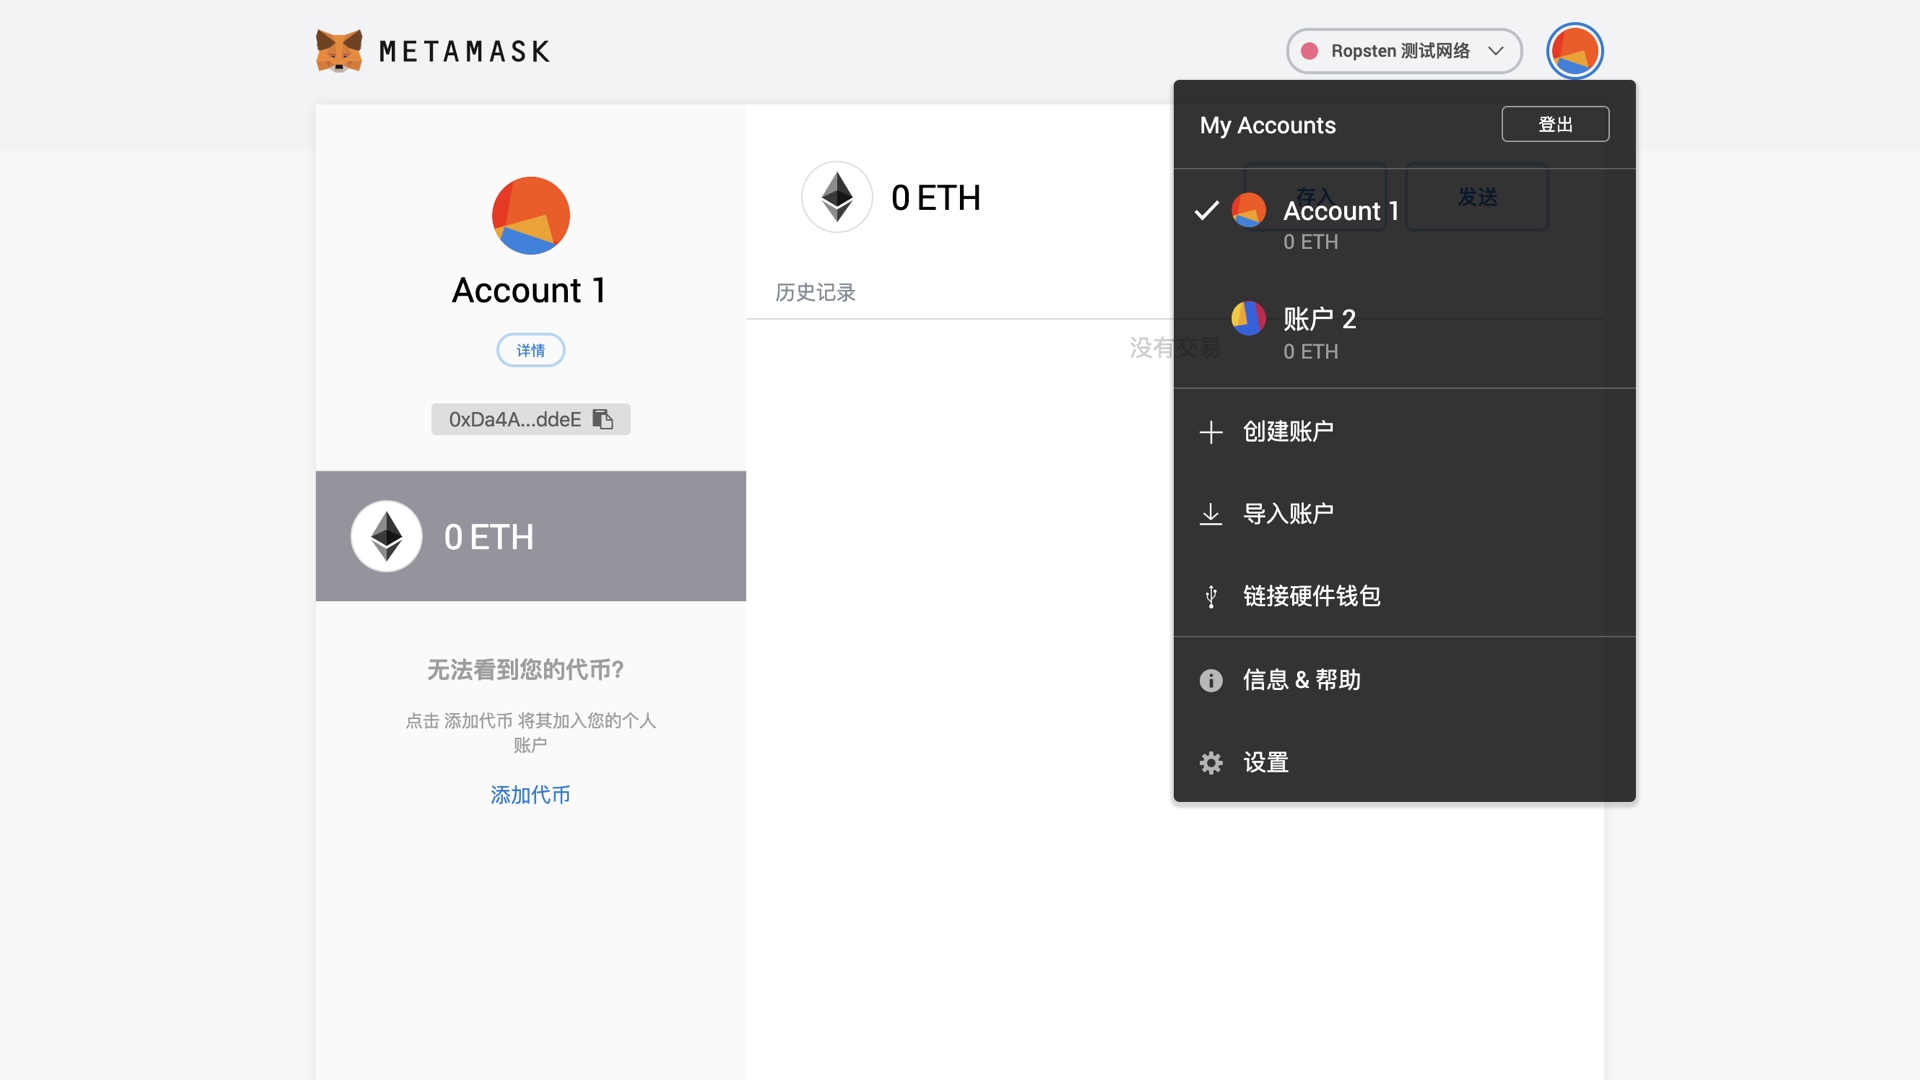 METAMASK
Ropsten 测试网络
My Accounts
登出
Account 1
0 ETH
账户 2
0 ETH
创建账户
导入账户
链接硬件钱包
信息 & 帮助
设置
Account 1
详情
0xDa4A...ddeE
0 ETH
无法看到您的代币?
点击 添加代币 将其加入您的个人
账户
添加代币
0 ETH
存入
发送
历史记录
没有交易